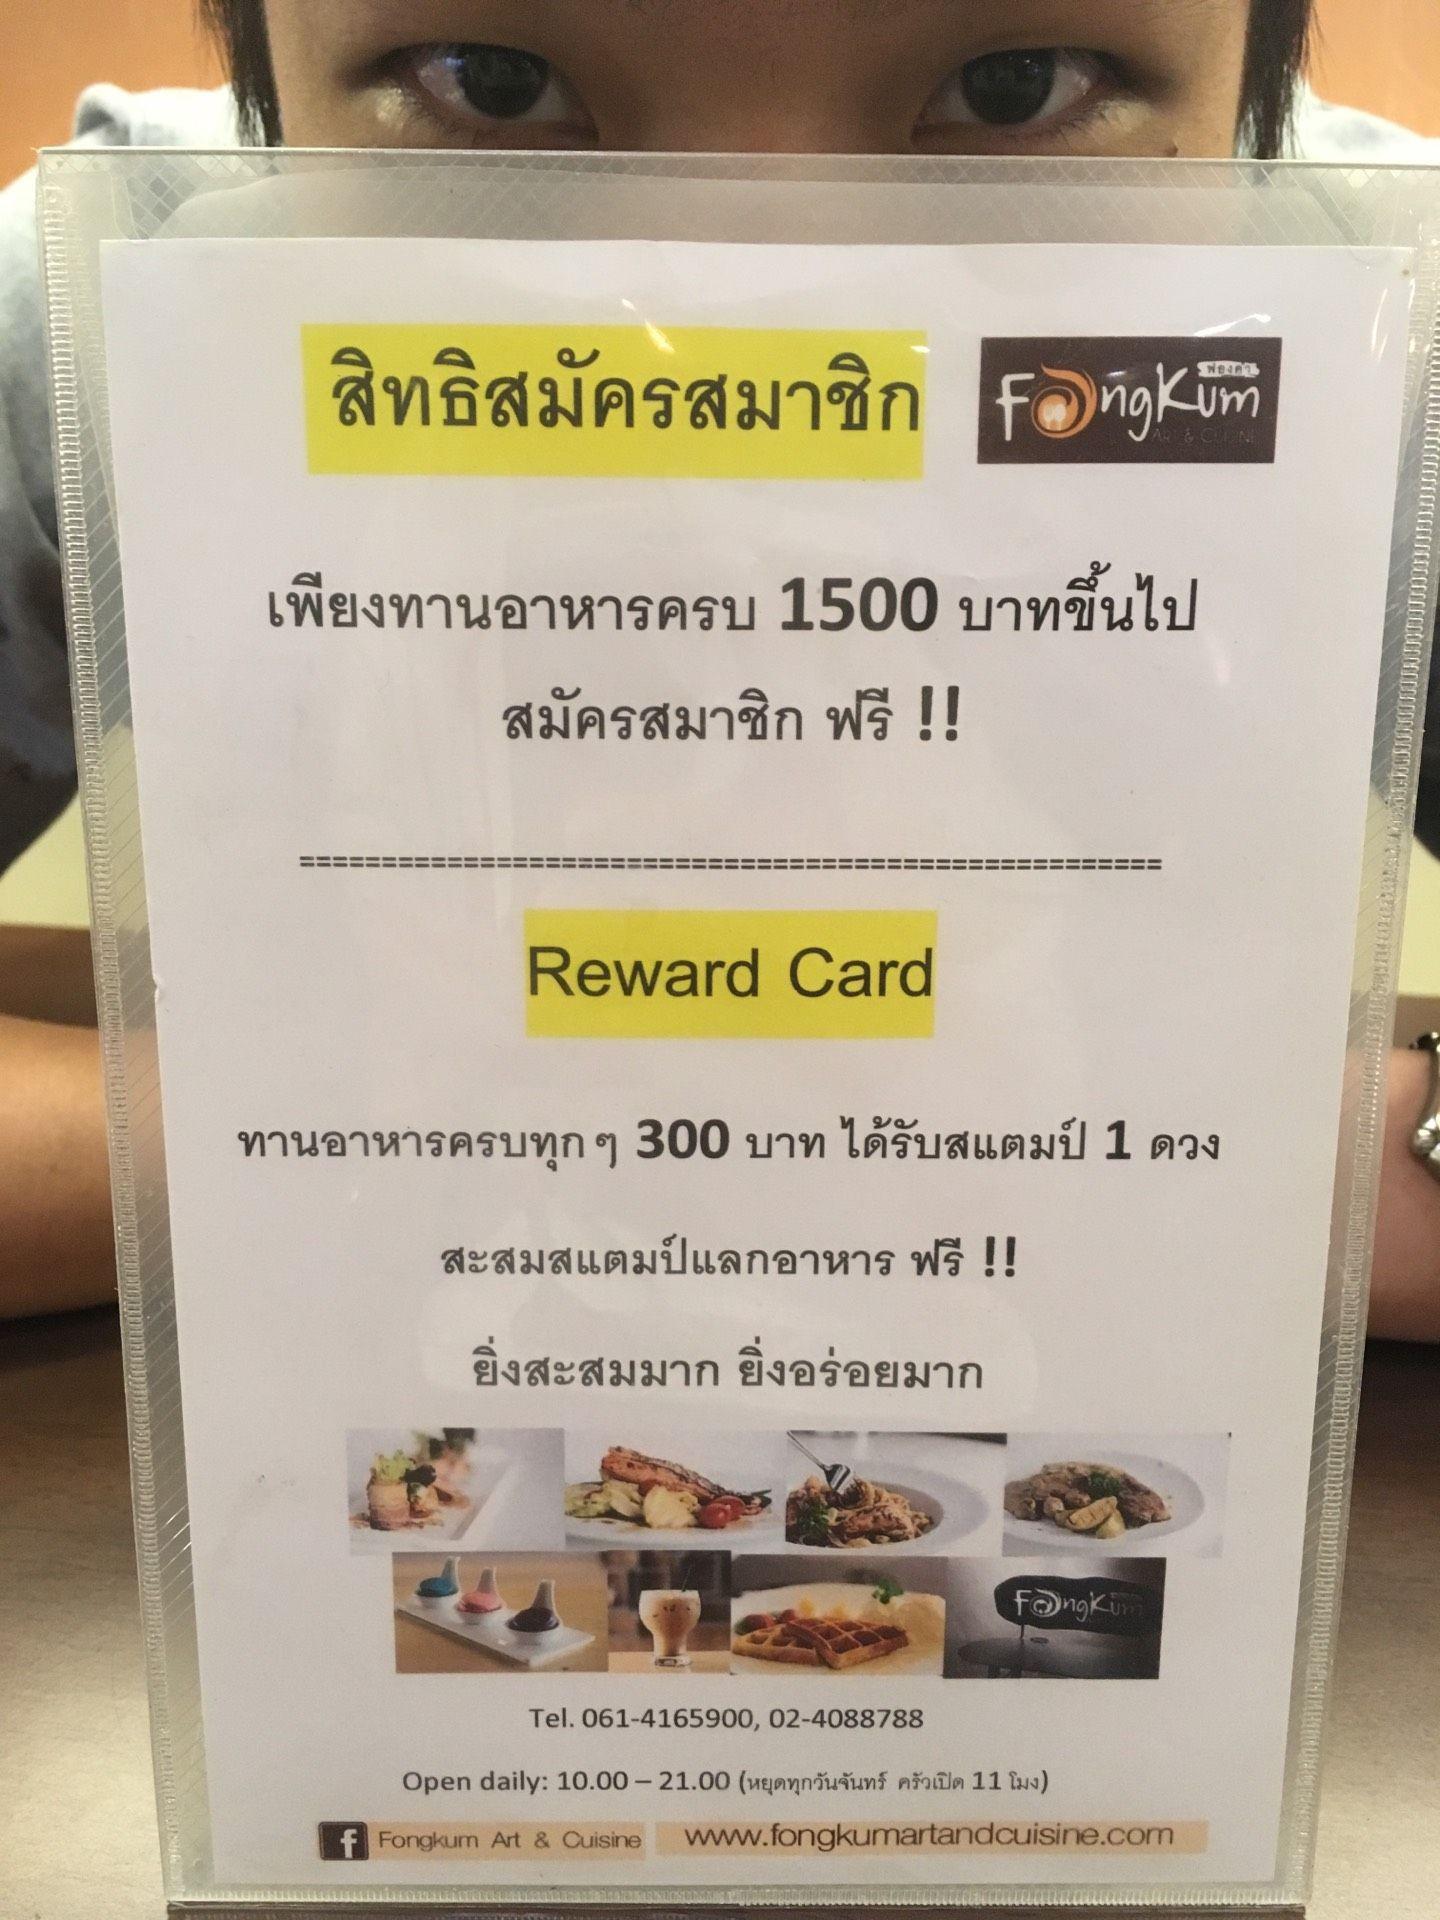 สิทธิสมัครสมาชิก
ฟองคำ
FongKum
ART & CUISINE
เพียงทานอาหารครบ 1500 บาทขึ้นไป
สมัครสมาชิก ฟรี !!
=====================================================
Reward Card
ทานอาหารครบทุกๆ 300 บาท ได้รับสแตมป์ 1 ดวง
สะสมสแตมป์แลกอาหาร ฟรี !!
ยิ่งสะสมมาก ยิ่งอร่อยมาก
FongKum
Tel. 061-4165900, 02-4088788
Open daily: 10.00 – 21.00 (หยุดทุกวันจันทร์ ครัวเปิด 11 โมง)
f Fongkum Art & Cuisine www.fongkumartandcuisine.com